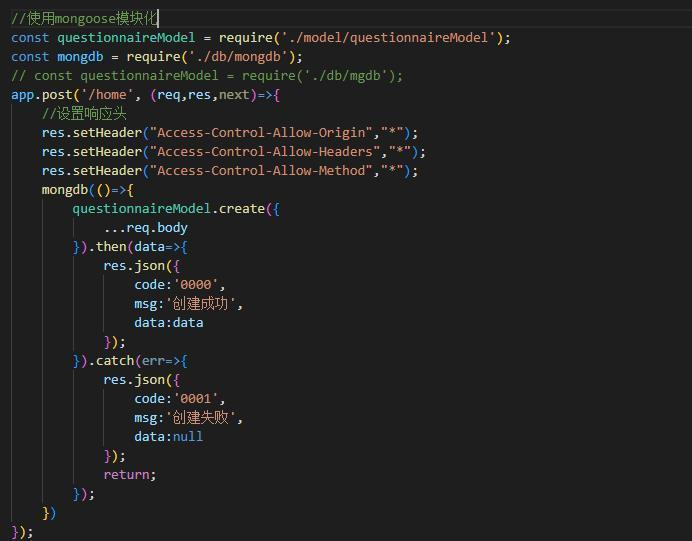 //使用mongoose模块化
const questionnaireModel = require('./model/questionnaireModel');
const mongdb = require('./db/mongdb');
// const questionnaireModel = require('./db/mgdb');
app.post('/home', (req,res,next)=>{
    //设置响应头
    res.setHeader("Access-Control-Allow-Origin","*");
    res.setHeader("Access-Control-Allow-Headers","*");
    res.setHeader("Access-Control-Allow-Method","*");
    mongdb(()=>{
        questionnaireModel.create({
            ...req.body
        }).then(data=>{
            res.json({
                code:'0000',
                msg:'创建成功',
                data:data
            });
        }).catch(err=>{
            res.json({
                code:'0001',
                msg:'创建失败',
                data:null
            });
            return;
        });
    })
});